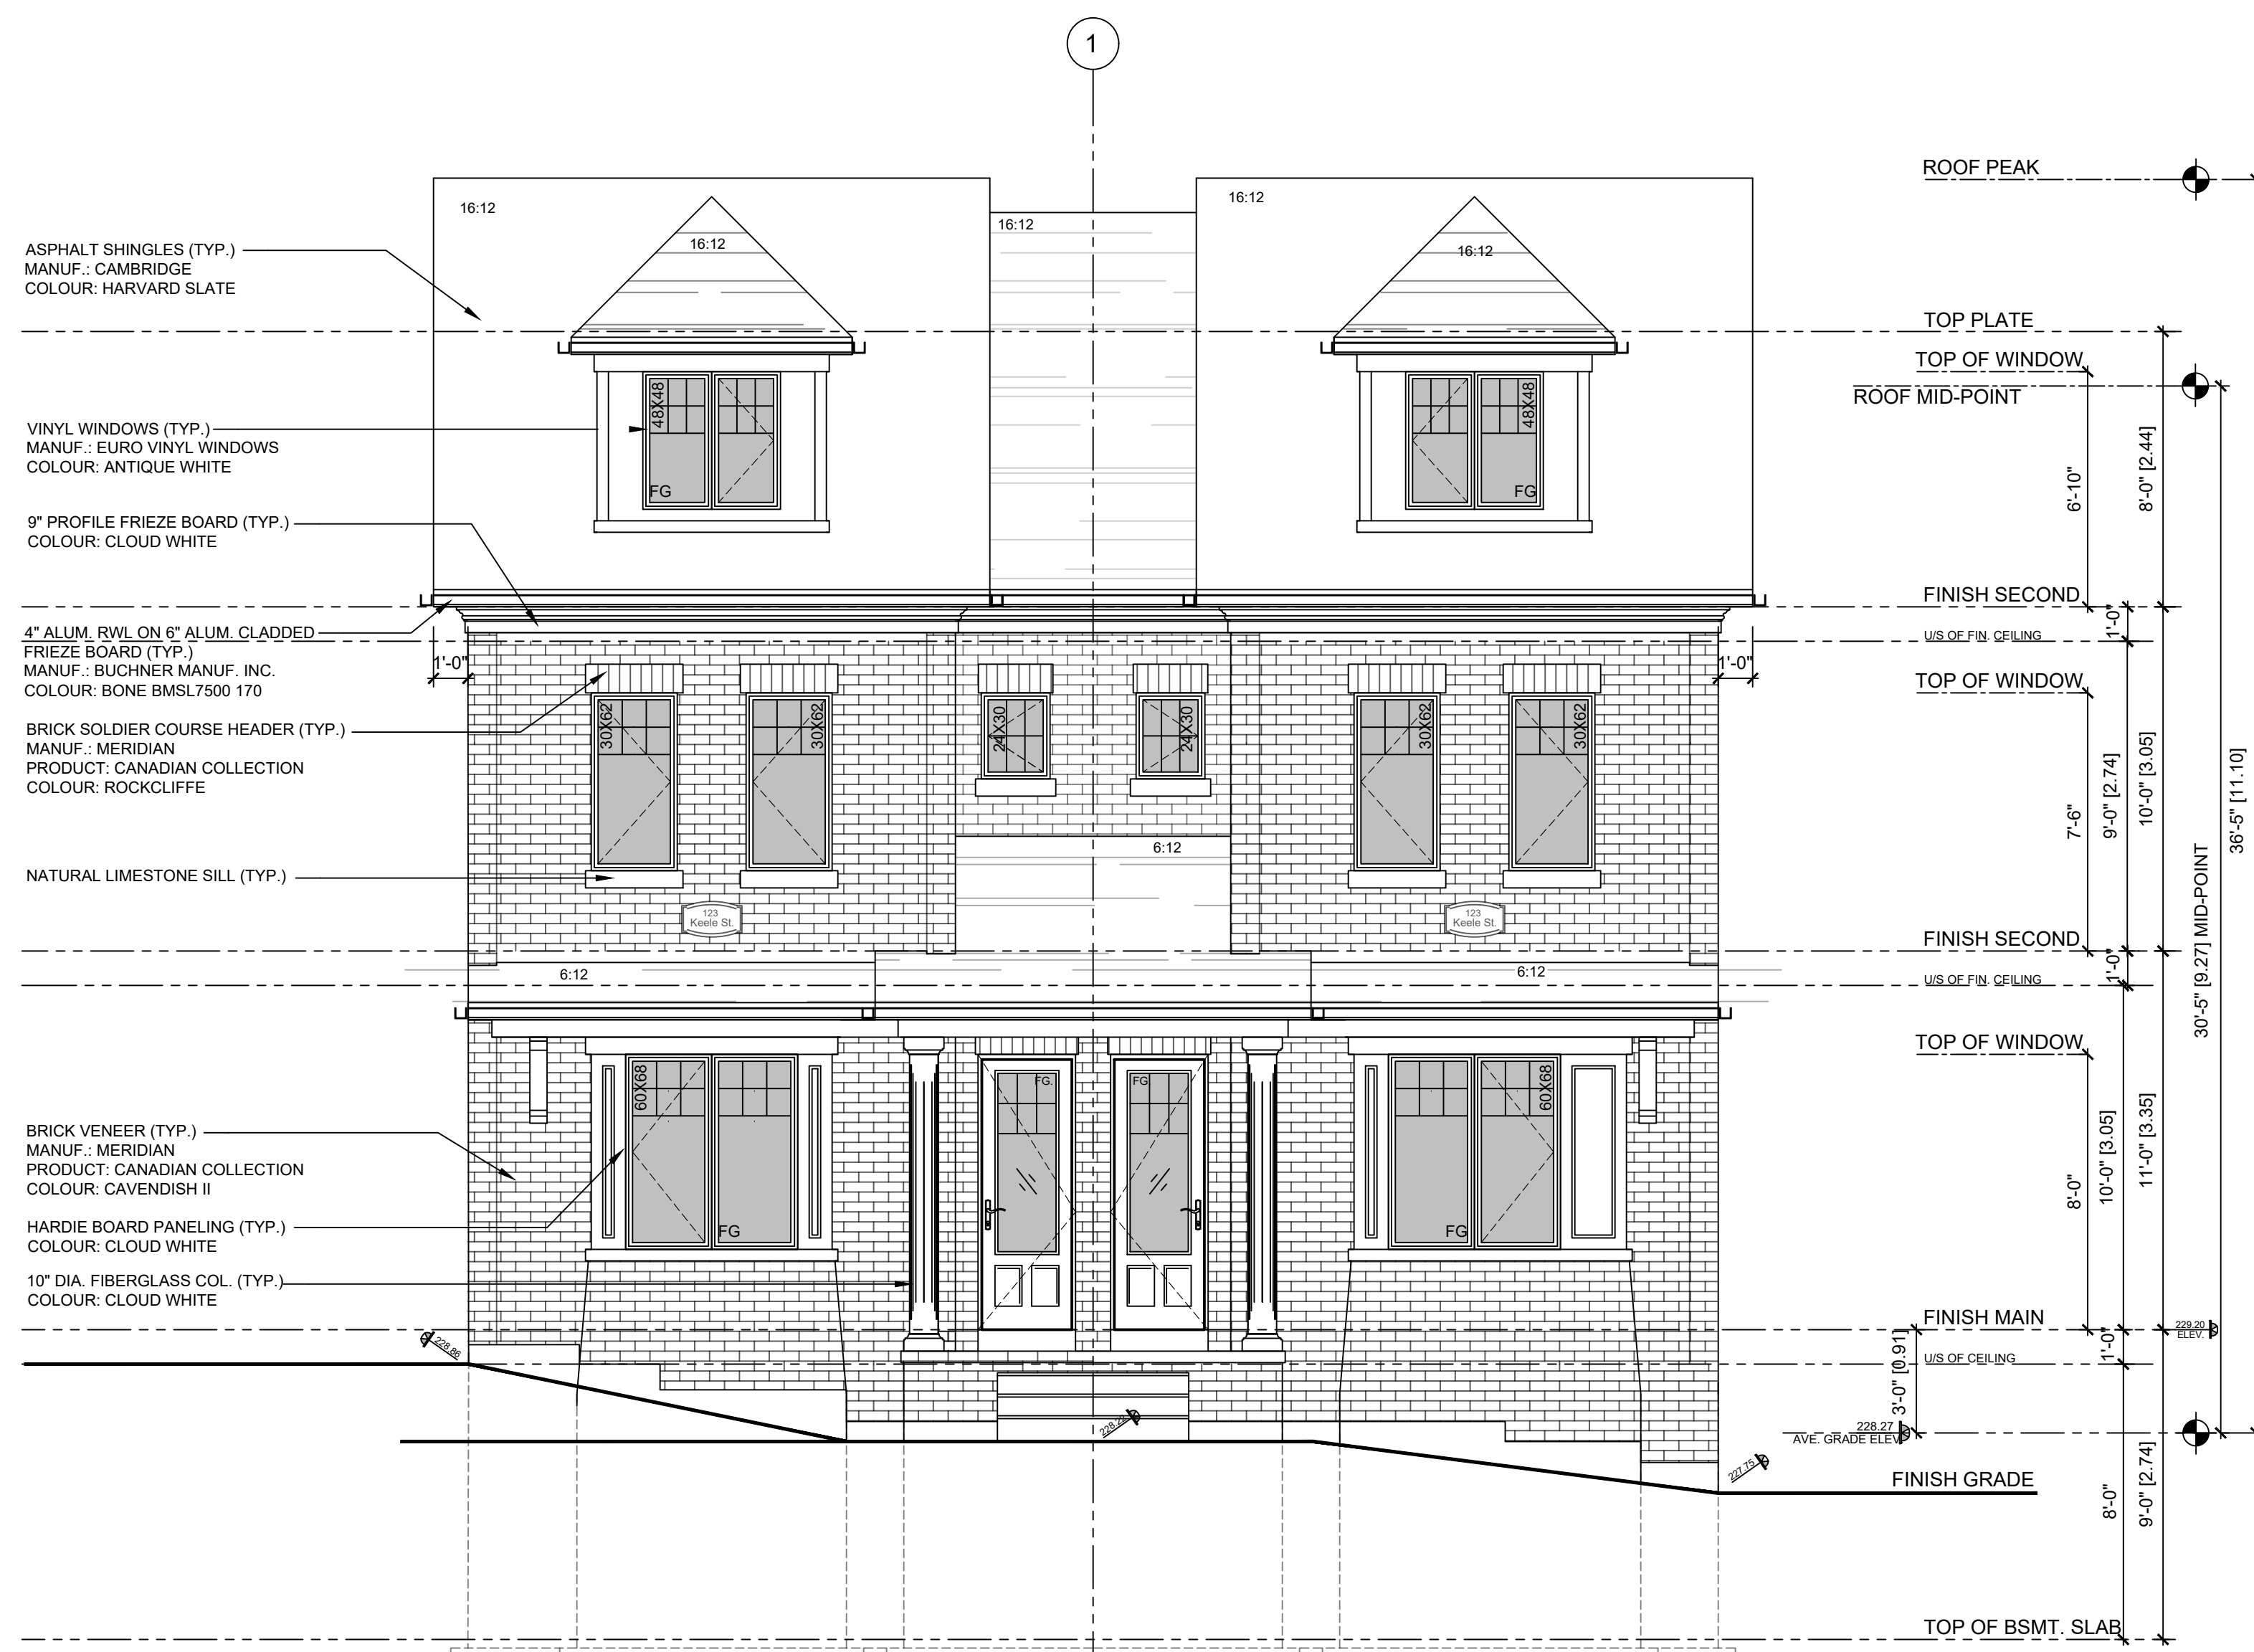 1
ROOF PEAK
16:12
16:12
16:12
16:12
16:12
ASPHALT SHINGLES (TYP.)
MANUF.: CAMBRIDGE
COLOUR: HARVARD SLATE
TOP PLATE
TOP OF WINDOW
ROOF MID-POINT
48X48
FG
48X48
FG
VINYL WINDOWS (TYP.)
MANUF.: EURO VINYL WINDOWS
COLOUR: ANTIQUE WHITE
6'-10"
8'-0" [2.44]
9" PROFILE FRIEZE BOARD (TYP.)
COLOUR: CLOUD WHITE
FINISH SECOND
1'-0"
U/S OF FIN. CEILING
4" ALUM. RWL ON 6" ALUM. CLADDED
FRIEZE BOARD (TYP.)
MANUF.: BUCHNER MANUF. INC.
COLOUR: BONE BMSL7500 170
1'-0"
1'-0"
TOP OF WINDOW
30X62
30X62
24X30
24X30
30X62
30X62
BRICK SOLDIER COURSE HEADER (TYP.)
MANUF.: MERIDIAN
PRODUCT: CANADIAN COLLECTION
COLOUR: ROCKCLIFFE
7'-6"
9'-0" [2.74]
10'-0" [3.05]
30'-5" [9.27] MID-POINT
36'-5" [11.10]
6:12
NATURAL LIMESTONE SILL (TYP.)
123
Keele St.
123
Keele St.
FINISH SECOND
1'-0"
6:12
6:12
U/S OF FIN. CEILING
TOP OF WINDOW
60X68
FG
FG.
FG.
60X68
FG
BRICK VENEER (TYP.)
MANUF.: MERIDIAN
PRODUCT: CANADIAN COLLECTION
COLOUR: CAVENDISH II
8'-0"
10'-0" [3.05]
11'-0" [3.35]
HARDIE BOARD PANELING (TYP.)
COLOUR: CLOUD WHITE
10" DIA. FIBERGLASS COL. (TYP.)
COLOUR: CLOUD WHITE
FINISH MAIN
229.20
ELEV.
228.86
1'-0"
U/S OF CEILING
3'-0" [0.91]
228.22
228.27
AVE. GRADE ELEV
227.75
FINISH GRADE
8'-0"
9'-0" [2.74]
TOP OF BSMT. SLAB